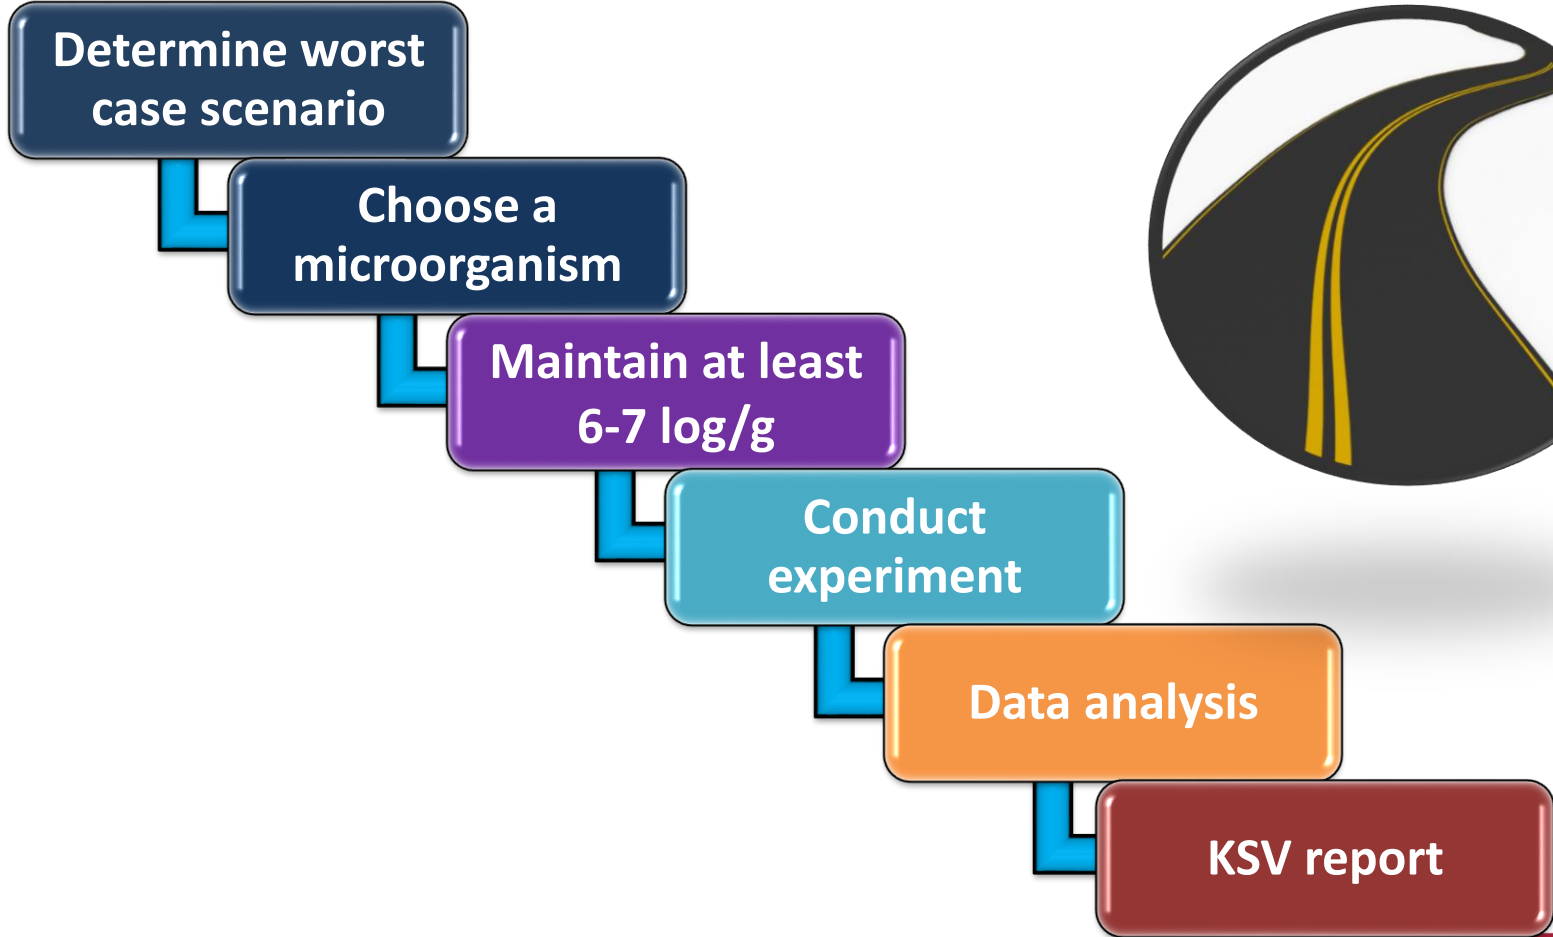 Determine worst
case scenario
Choose a
microorganism
Maintain at least
6-7 log/g
Conduct
experiment
Data analysis
KSV report